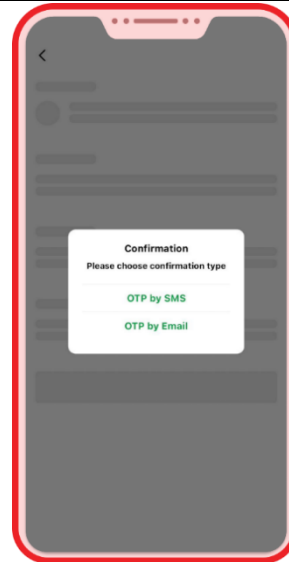 Confirmation
Please choose confirmation type
OTP by SMS
OTP by Email